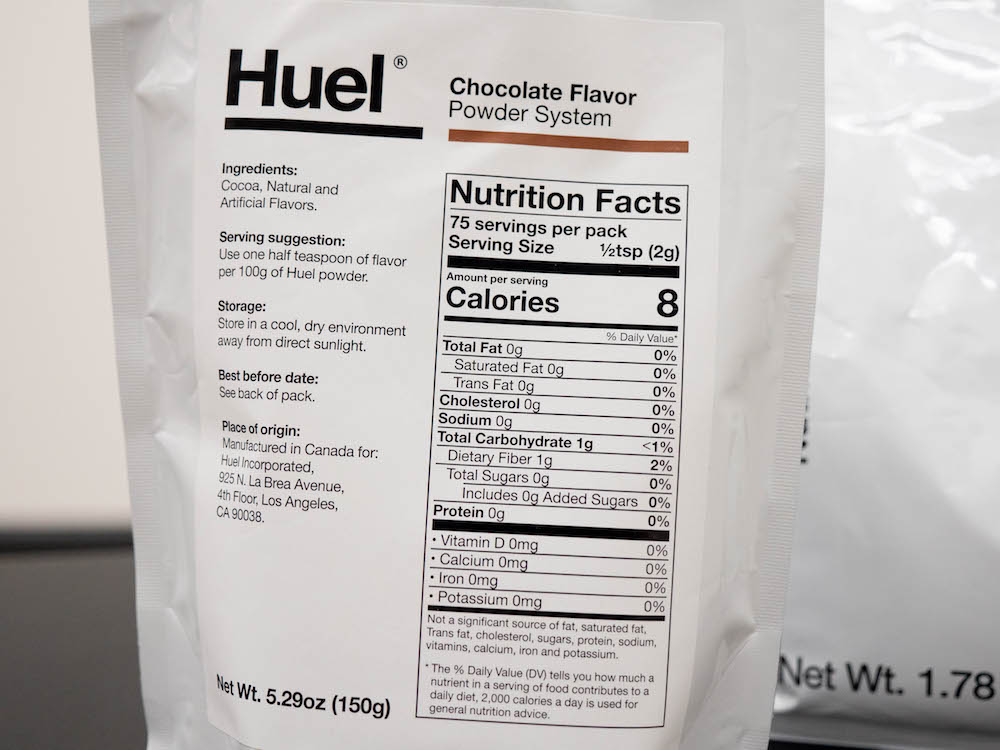 Huel®
Chocolate Flavor
Powder System
Ingredients:
Cocoa, Natural and
Artificial Flavors.
Serving suggestion:
Use one half teaspoon of flavor
per 100g of Huel powder.
Storage:
Store in a cool, dry environment
away from direct sunlight.
Best before date:
See back of pack.
Place of origin:
Manufactured in Canada for:
Huel Incorporated,
925 N. La Brea Avenue,
4th Floor, Los Angeles,
CA 90038.
Net Wt. 5.29oz (150g)
Nutrition Facts
75 servings per pack
Serving Size ½tsp (2g)
Amount per serving
Calories 8
% Daily Value*
Total Fat 0g 0%
Saturated Fat 0g 0%
Trans Fat 0g 0%
Cholesterol 0g 0%
Sodium 0g 0%
Total Carbohydrate 1g <1%
Dietary Fiber 1g 2%
Total Sugars 0g 0%
Includes 0g Added Sugars 0%
Protein 0g 0%
• Vitamin D 0mg 0%
• Calcium 0mg 0%
• Iron 0mg 0%
• Potassium 0mg 0%
Not a significant source of fat, saturated fat,
Trans fat, cholesterol, sugars, protein, sodium,
vitamins, calcium, iron and potassium.
* The % Daily Value (DV) tells you how much a
nutrient in a serving of food contributes to a
daily diet, 2,000 calories a day is used for
general nutrition advice.
Net Wt. 1.78